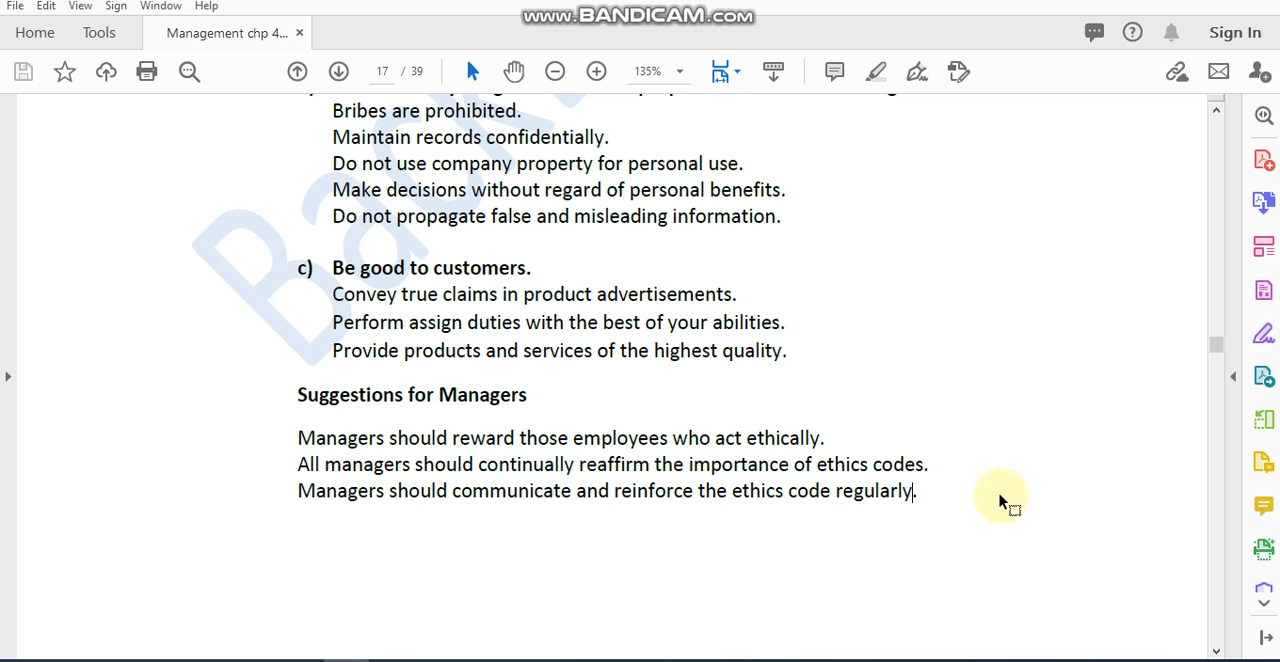 File Edit View Sign Window Help
www.BANDICAM.com
Home Tools Management chp 4... × Sign In
17 / 39 135%
Bribes are prohibited.
Maintain records confidentially.
Do not use company property for personal use.
Make decisions without regard of personal benefits.
Do not propagate false and misleading information.
c) Be good to customers.
Convey true claims in product advertisements.
Perform assign duties with the best of your abilities.
Provide products and services of the highest quality.
Suggestions for Managers
Managers should reward those employees who act ethically.
All managers should continually reaffirm the importance of ethics codes.
Managers should communicate and reinforce the ethics code regularly.